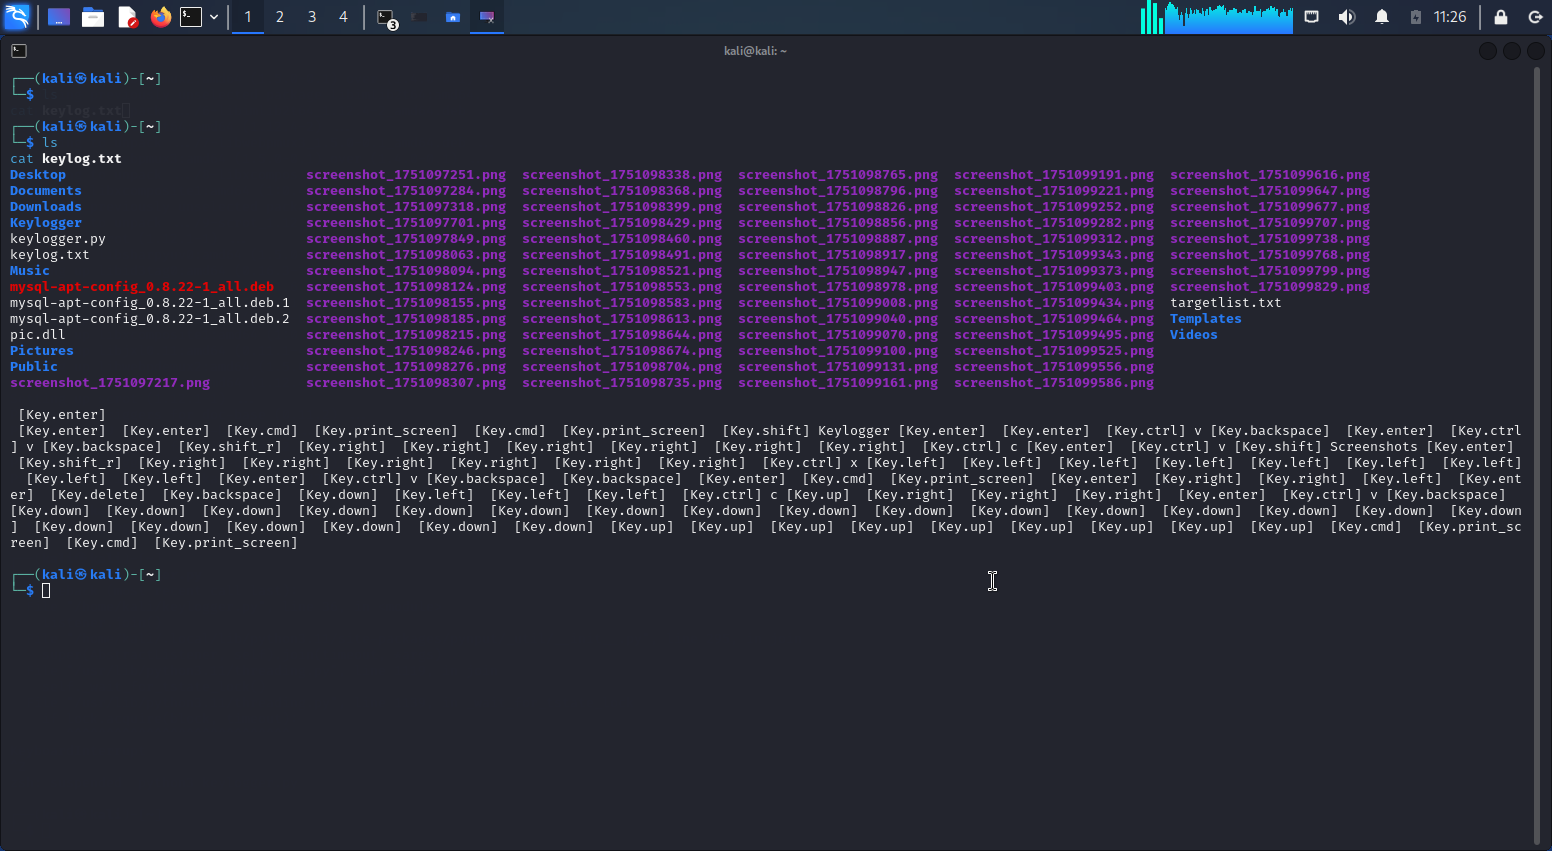 1 2 3 4 3 11:26
kali@kali: ~
┌──(kali㉿kali)-[~]
└─$ ls
keylog.txt
┌──(kali㉿kali)-[~]
└─$ ls
cat keylog.txt
Desktop screenshot_1751097251.png screenshot_1751098338.png screenshot_1751098765.png screenshot_1751099191.png screenshot_1751099616.png
Documents screenshot_1751097284.png screenshot_1751098368.png screenshot_1751098796.png screenshot_1751099221.png screenshot_1751099647.png
Downloads screenshot_1751097318.png screenshot_1751098399.png screenshot_1751098826.png screenshot_1751099252.png screenshot_1751099677.png
Keylogger screenshot_1751097701.png screenshot_1751098429.png screenshot_1751098856.png screenshot_1751099282.png screenshot_1751099707.png
keylogger.py screenshot_1751097849.png screenshot_1751098460.png screenshot_1751098887.png screenshot_1751099312.png screenshot_1751099738.png
keylog.txt screenshot_1751098063.png screenshot_1751098491.png screenshot_1751098917.png screenshot_1751099343.png screenshot_1751099768.png
Music screenshot_1751098094.png screenshot_1751098521.png screenshot_1751098947.png screenshot_1751099373.png screenshot_1751099799.png
mysql-apt-config_0.8.22-1_all.deb screenshot_1751098124.png screenshot_1751098553.png screenshot_1751098978.png screenshot_1751099403.png screenshot_1751099829.png
mysql-apt-config_0.8.22-1_all.deb.1 screenshot_1751098155.png screenshot_1751098583.png screenshot_1751099008.png screenshot_1751099434.png targetlist.txt
mysql-apt-config_0.8.22-1_all.deb.2 screenshot_1751098185.png screenshot_1751098613.png screenshot_1751099040.png screenshot_1751099464.png Templates
pic.dll screenshot_1751098215.png screenshot_1751098644.png screenshot_1751099070.png screenshot_1751099495.png Videos
Pictures screenshot_1751098246.png screenshot_1751098674.png screenshot_1751099100.png screenshot_1751099525.png
Public screenshot_1751098276.png screenshot_1751098704.png screenshot_1751099131.png screenshot_1751099556.png
screenshot_1751097217.png screenshot_1751098307.png screenshot_1751098735.png screenshot_1751099161.png screenshot_1751099586.png
[Key.enter]
[Key.enter] [Key.enter] [Key.cmd] [Key.print_screen] [Key.cmd] [Key.print_screen] [Key.shift] Keylogger [Key.enter] [Key.enter] [Key.ctrl] v [Key.backspace] [Key.enter] [Key.ctrl
] v [Key.backspace] [Key.shift_r] [Key.right] [Key.right] [Key.right] [Key.right] [Key.right] [Key.right] [Key.ctrl] c [Key.enter] [Key.ctrl] v [Key.shift] Screenshots [Key.enter]
[Key.shift_r] [Key.right] [Key.right] [Key.right] [Key.right] [Key.right] [Key.right] [Key.ctrl] x [Key.left] [Key.left] [Key.left] [Key.left] [Key.left] [Key.left] [Key.left]
[Key.left] [Key.left] [Key.enter] [Key.ctrl] v [Key.backspace] [Key.backspace] [Key.enter] [Key.cmd] [Key.print_screen] [Key.enter] [Key.right] [Key.right] [Key.left] [Key.ent
er] [Key.delete] [Key.backspace] [Key.down] [Key.left] [Key.left] [Key.left] [Key.ctrl] c [Key.up] [Key.right] [Key.right] [Key.right] [Key.enter] [Key.ctrl] v [Key.backspace]
[Key.down] [Key.down] [Key.down] [Key.down] [Key.down] [Key.down] [Key.down] [Key.down] [Key.down] [Key.down] [Key.down] [Key.down] [Key.down] [Key.down] [Key.down] [Key.down
] [Key.down] [Key.down] [Key.down] [Key.down] [Key.down] [Key.down] [Key.up] [Key.up] [Key.up] [Key.up] [Key.up] [Key.up] [Key.up] [Key.up] [Key.up] [Key.cmd] [Key.print_sc
reen] [Key.cmd] [Key.print_screen]
┌──(kali㉿kali)-[~]
└─$